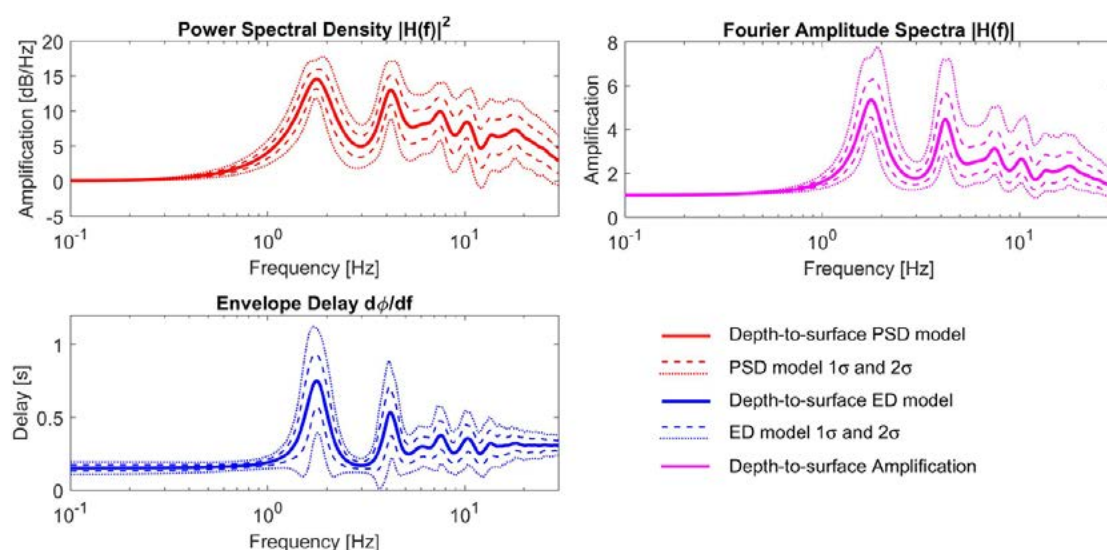 Power Spectral Density |H(f)|²
Amplification [dB/Hz]
20
15
10
5
0
-5
10⁻¹ 10⁰ 10¹
Frequency [Hz]
Fourier Amplitude Spectra |H(f)|
Amplification
8
6
4
2
0
10⁻¹ 10⁰ 10¹
Frequency [Hz]
Envelope Delay dϕ/df
Delay [s]
1
0.5
0
10⁻¹ 10⁰ 10¹
Frequency [Hz]
Depth-to-surface PSD model
PSD model 1σ and 2σ
Depth-to-surface ED model
ED model 1σ and 2σ
Depth-to-surface Amplification